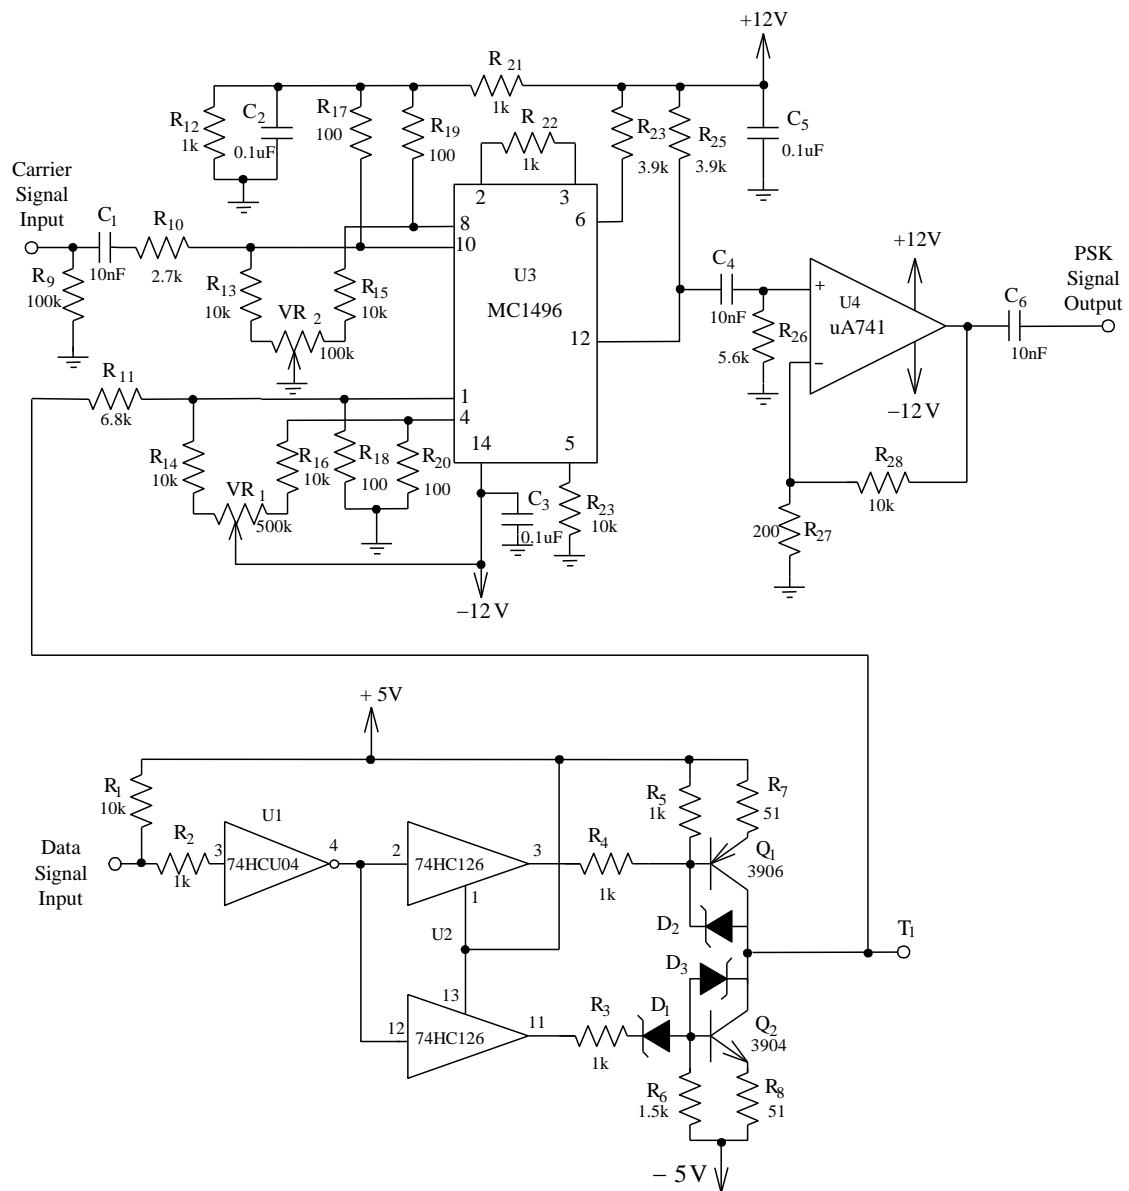 +12V
R 21
1k
R12
1k
C2
0.1uF
R17
100
R19
100
R 22
1k
R23
3.9k
R25
3.9k
C5
0.1uF
Carrier
Signal
Input
C1
10nF
R10
2.7k
R9
100k
R13
10k
VR 2
100k
R15
10k
2
3
8
10
6
U3
MC1496
12
1
4
14
5
C4
10nF
R26
5.6k
+12V
+
U4
uA741
−
−12V
C6
10nF
PSK
Signal
Output
R11
6.8k
R14
10k
VR 1
500k
R16
10k
R18
100
R20
100
C3
0.1uF
R23
10k
R28
10k
200
R27
−12V
+ 5V
R1
10k
Data
Signal
Input
R2
1k
U1
3
74HCU04
4
2
74HC126
3
1
U2
13
12
74HC126
11
R4
1k
R5
1k
R7
51
Q1
3906
D2
T1
D3
R3
1k
D1
Q2
3904
R6
1.5k
R8
51
− 5V